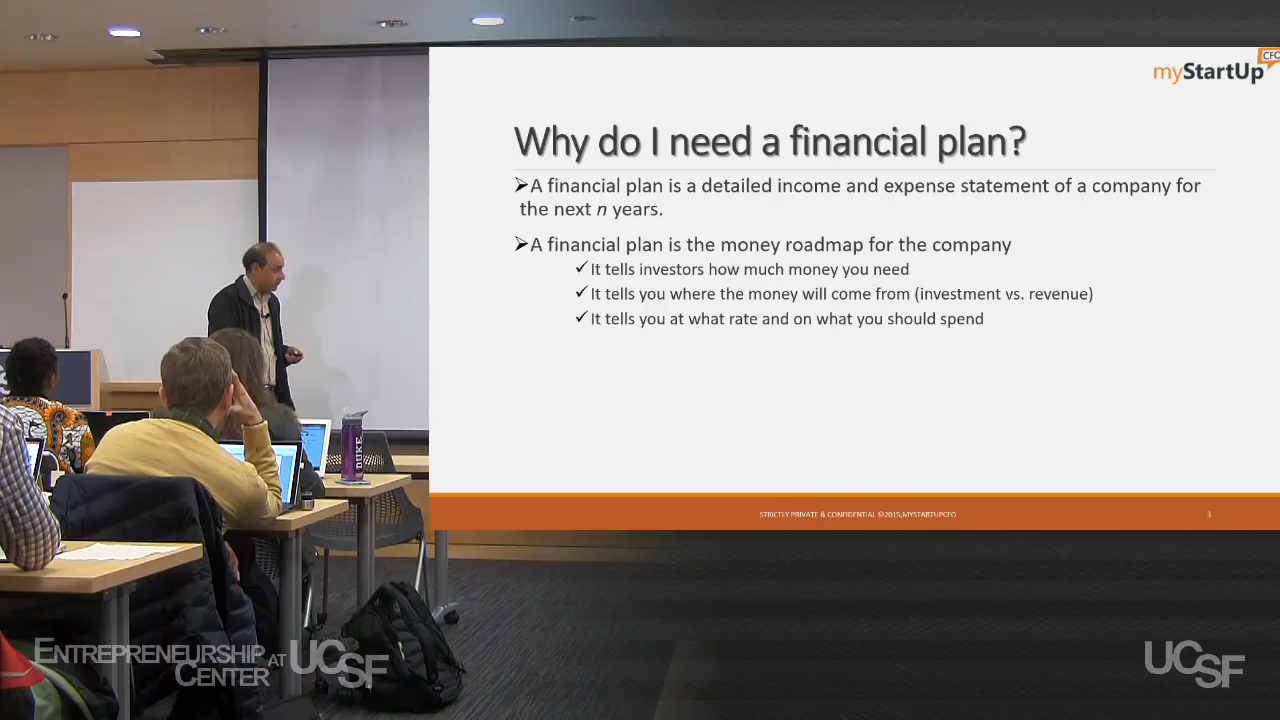 CFO
myStartUp
Why do I need a financial plan?
➢A financial plan is a detailed income and expense statement of a company for
the next n years.
➢A financial plan is the money roadmap for the company
✓It tells investors how much money you need
✓It tells you where the money will come from (investment vs. revenue)
✓It tells you at what rate and on what you should spend
DUKE
STRICTLY PRIVATE & CONFIDENTIAL ©2015,MYSTARTUPCFO
3
ENTREPRENEURSHIP AT UCSF
CENTER
UCSF